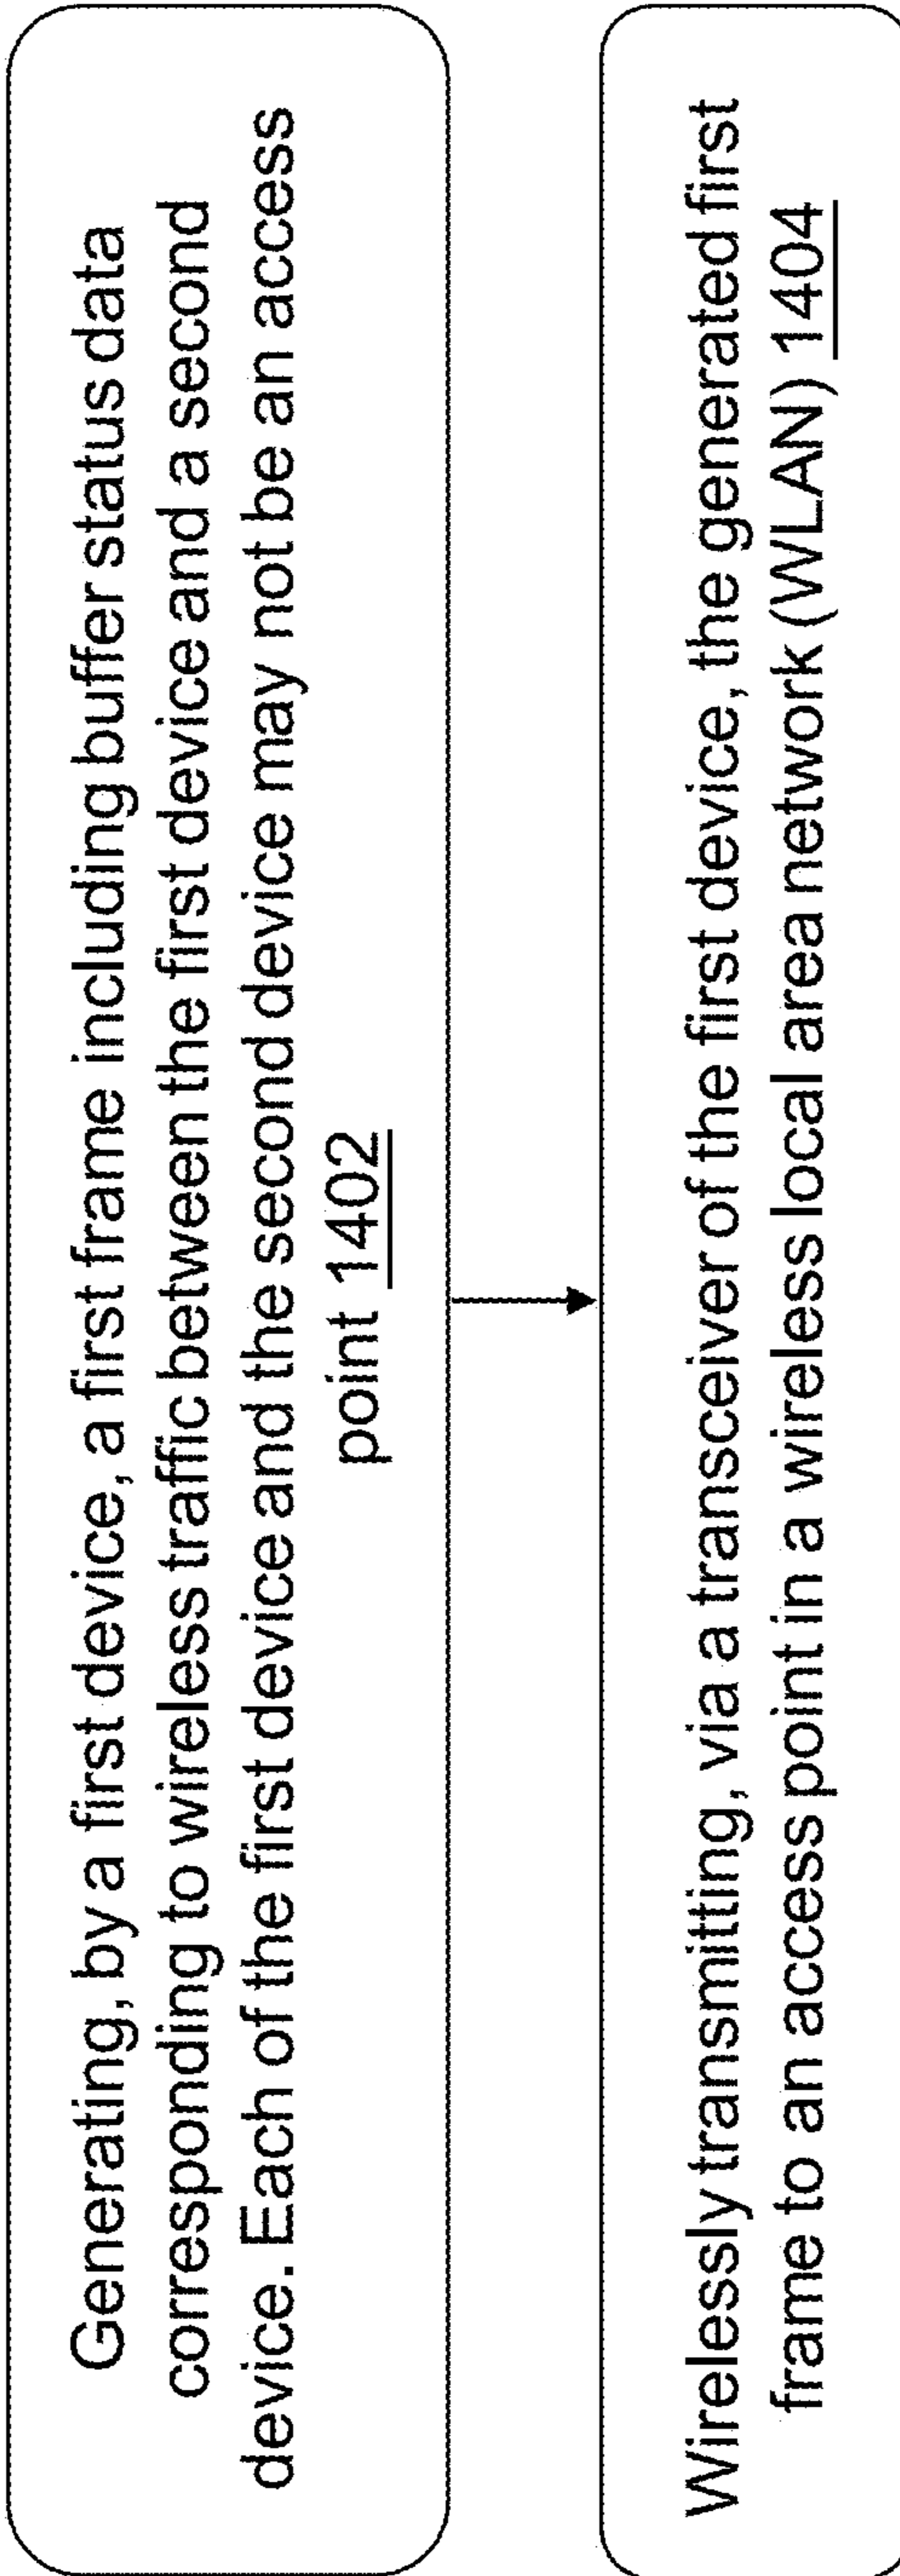 Generating, by a first device, a first frame including buffer status data
corresponding to wireless traffic between the first device and a second
device. Each of the first device and the second device may not be an access
point 1402
Wirelessly transmitting, via a transceiver of the first device, the generated first
frame to an access point in a wireless local area network (WLAN) 1404